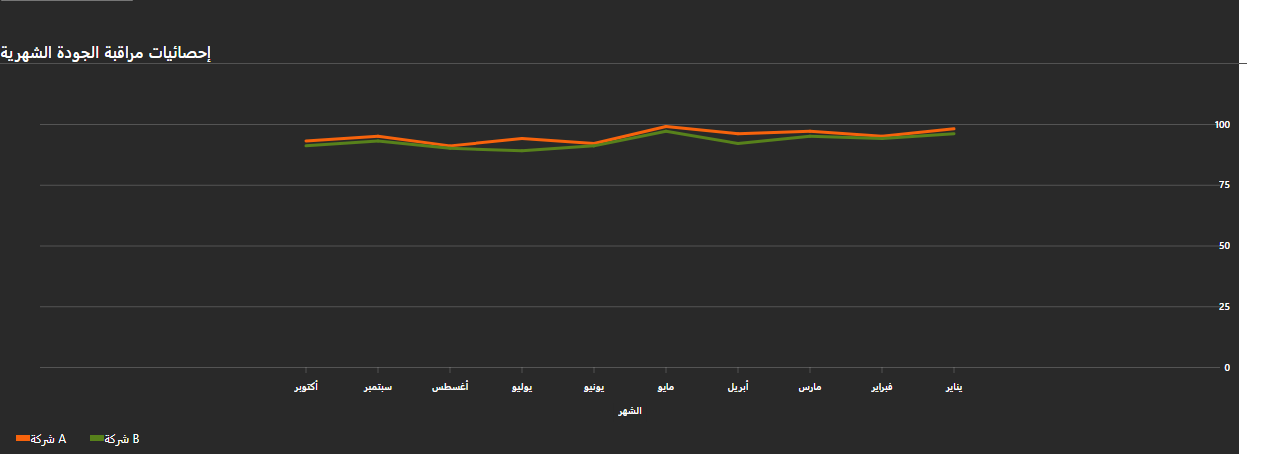 إحصائيات مراقبة الجودة الشهرية
100
75
50
25
0
يناير فبراير مارس أبريل مايو يونيو يوليو أغسطس سبتمبر أكتوبر
الشهر
شركة A شركة B